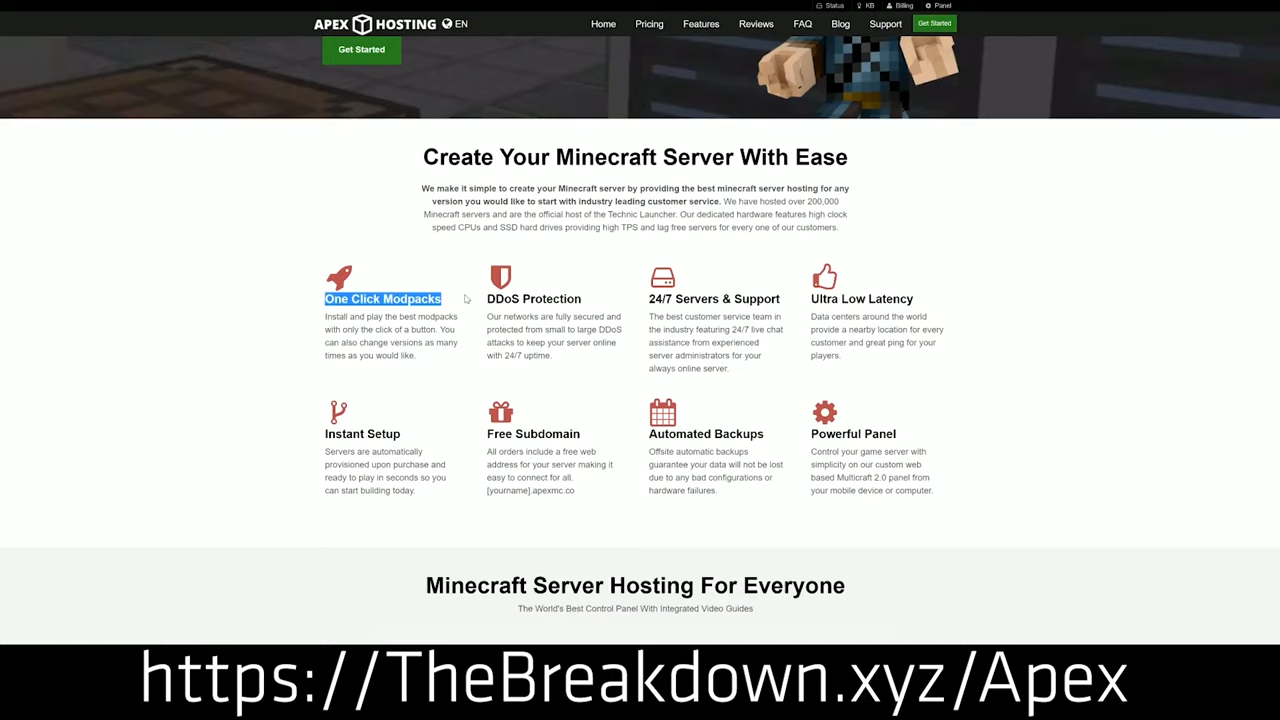 Status KB Billing Panel
APEX HOSTING EN Home Pricing Features Reviews FAQ Blog Support Get Started
Get Started
Create Your Minecraft Server With Ease
We make it simple to create your Minecraft server by providing the best minecraft server hosting for any
version you would like to start with industry leading customer service. We have hosted over 200,000
Minecraft servers and are the official host of the Technic Launcher. Our dedicated hardware features high clock
speed CPUs and SSD hard drives providing high TPS and lag free servers for every one of our customers.
One Click Modpacks
Install and play the best modpacks
with only the click of a button. You
can also change versions as many
times as you would like.
DDoS Protection
Our networks are fully secured and
protected from small to large DDoS
attacks to keep your server online
with 24/7 uptime.
24/7 Servers & Support
The best customer service team in
the industry featuring 24/7 live chat
assistance from experienced
server administrators for your
always online server.
Ultra Low Latency
Data centers around the world
provide a nearby location for every
customer and great ping for your
players.
Instant Setup
Servers are automatically
provisioned upon purchase and
ready to play in seconds so you
can start building today.
Free Subdomain
All orders include a free web
address for your server making it
easy to connect for all.
[yourname].apexmc.co
Automated Backups
Offsite automatic backups
guarantee your data will not be lost
due to any bad configurations or
hardware failures.
Powerful Panel
Control your game server with
simplicity on our custom web
based Multicraft 2.0 panel from
your mobile device or computer.
Minecraft Server Hosting For Everyone
The World's Best Control Panel With Integrated Video Guides
https://TheBreakdown.xyz/Apex